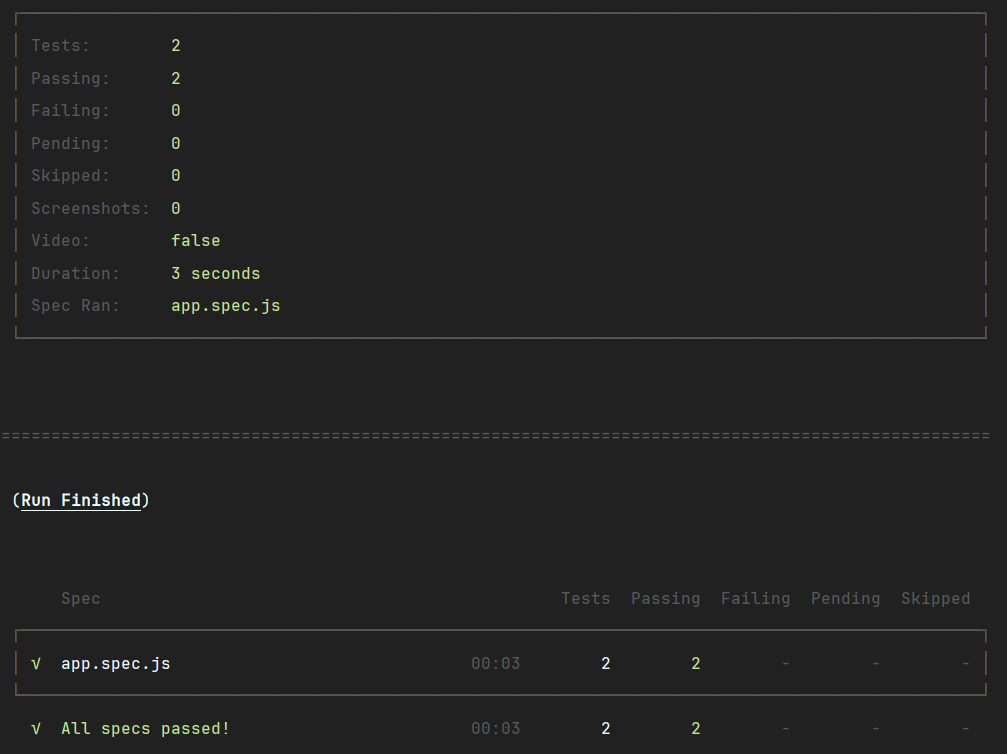 Tests: 2
Passing: 2
Failing: 0
Pending: 0
Skipped: 0
Screenshots: 0
Video: false
Duration: 3 seconds
Spec Ran: app.spec.js
====================================================================================================
(Run Finished)
Spec Tests Passing Failing Pending Skipped
√ app.spec.js 00:03 2 2 - - -
√ All specs passed! 00:03 2 2 - - -